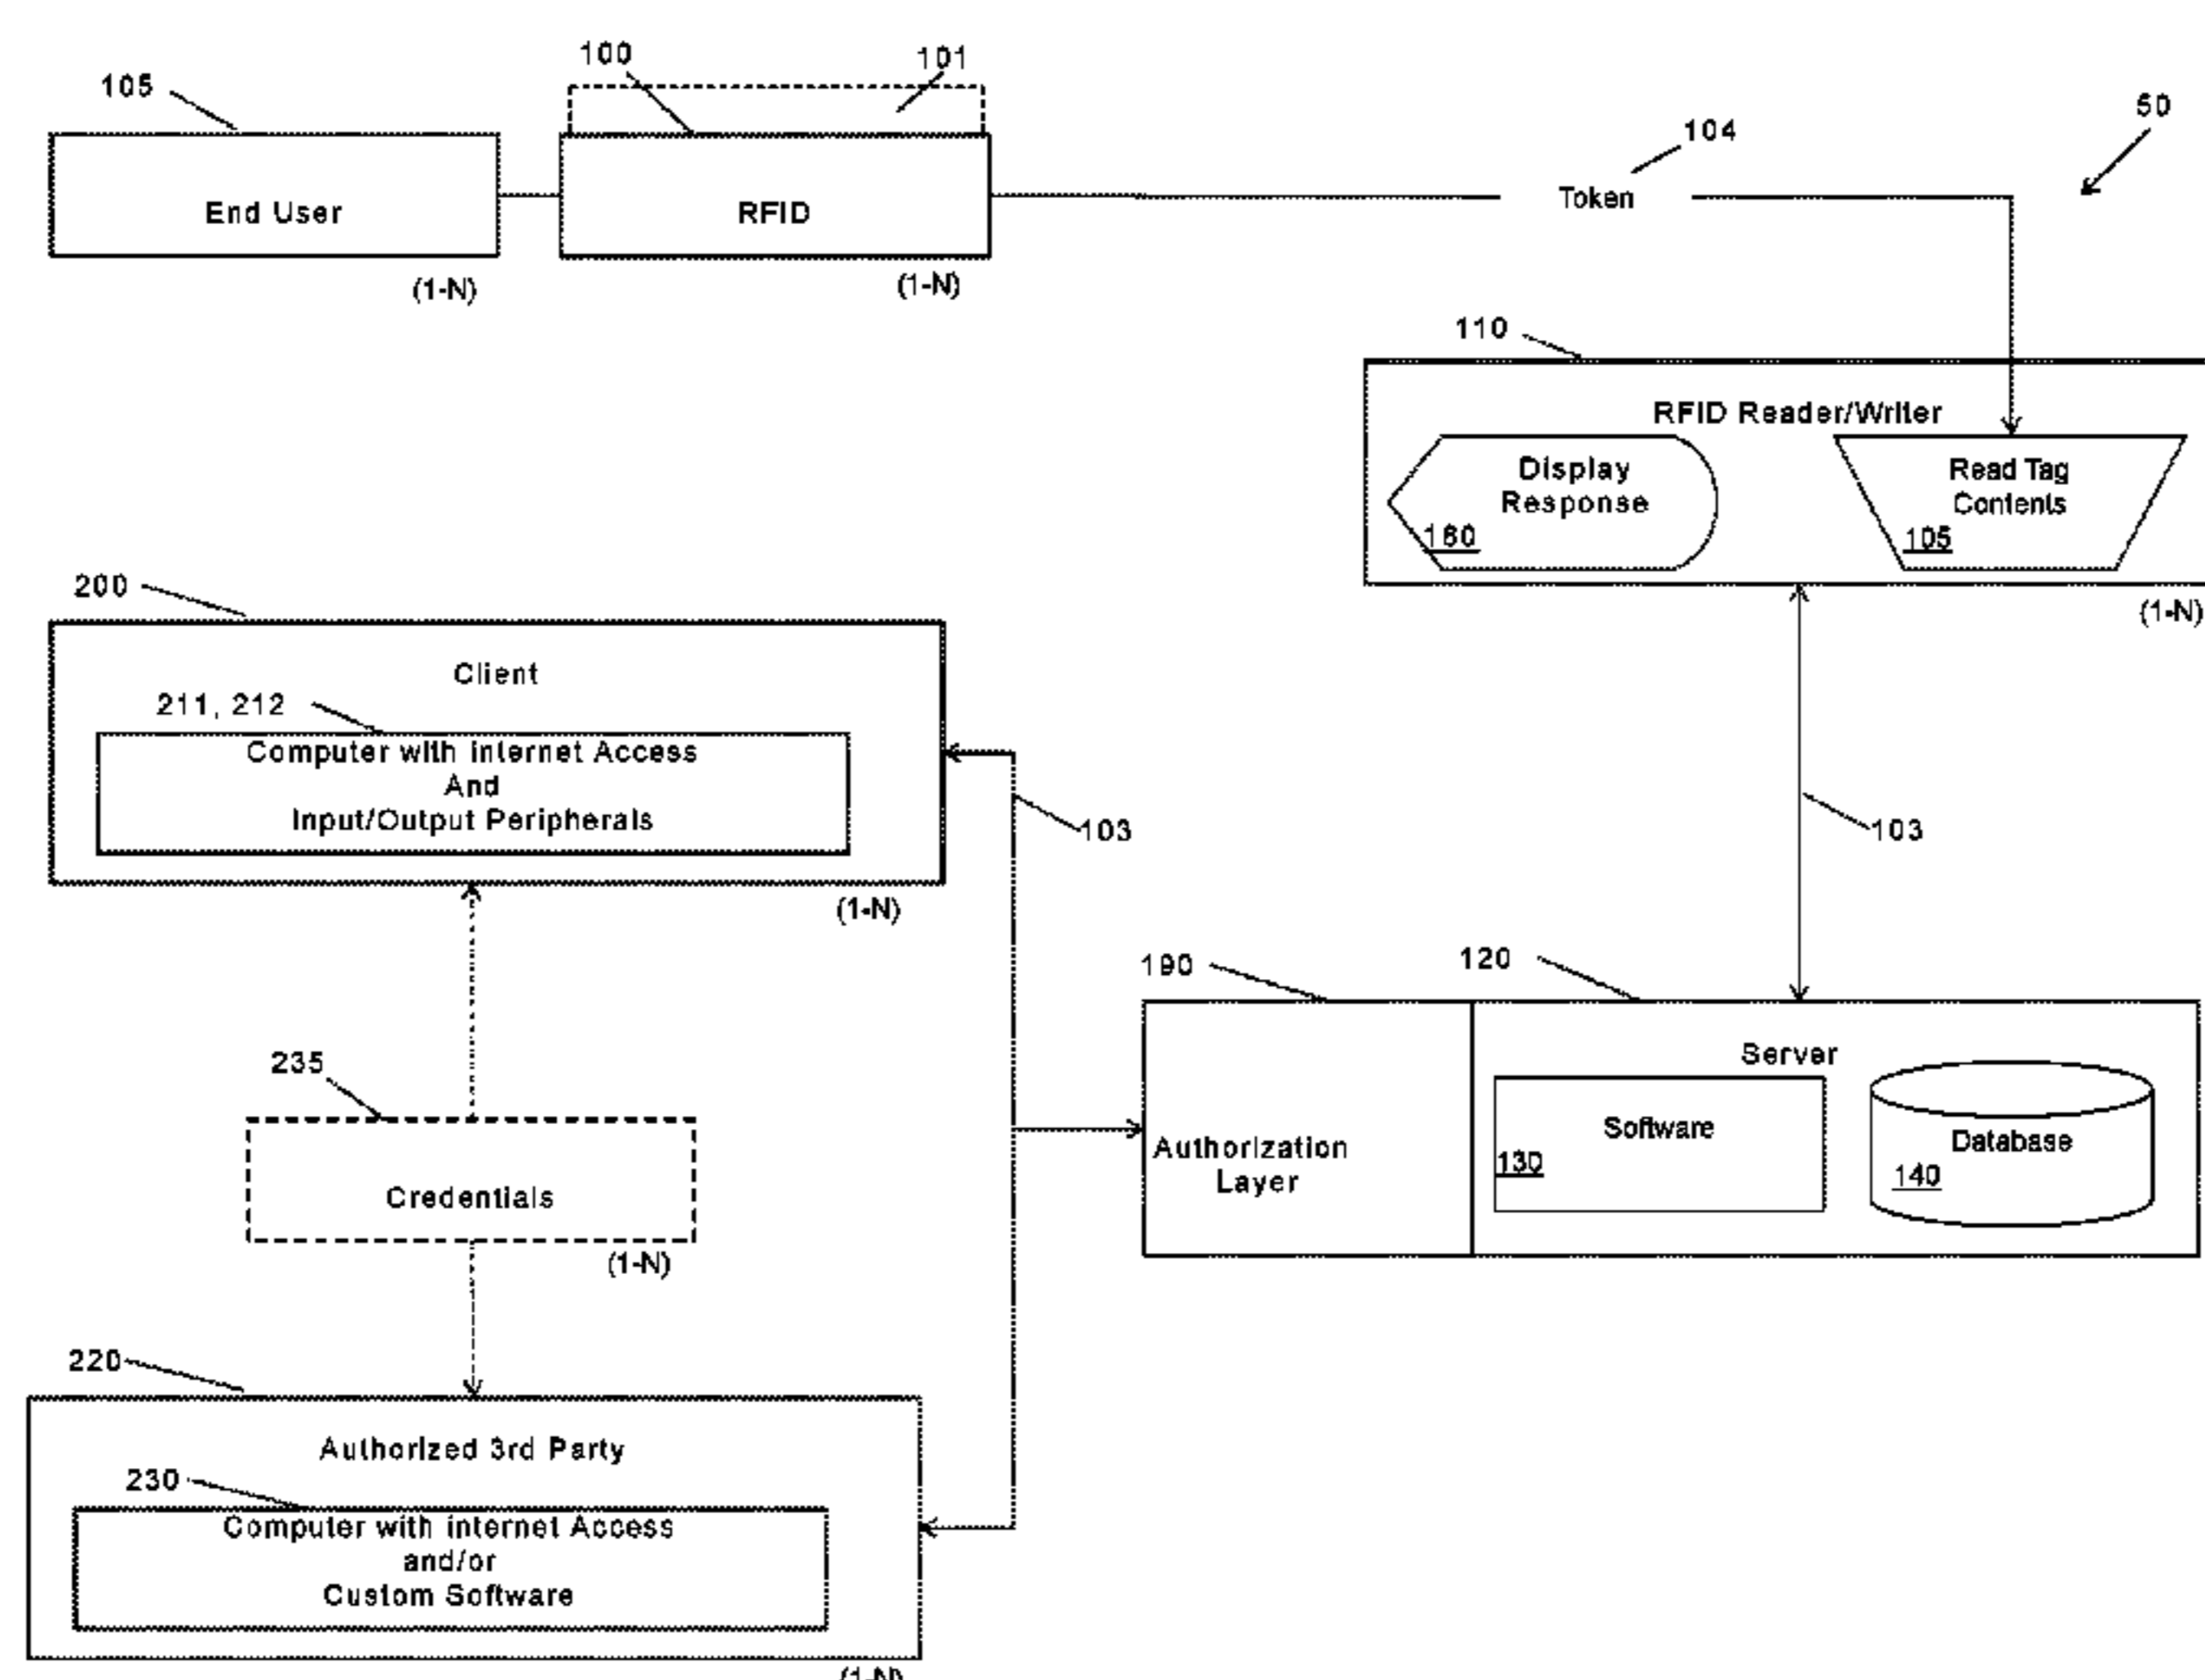 100
101
105
50
104
End User
RFID
Token
(1-N)
(1-N)
110
RFID Reader/Writer
Display
Response
160
Read Tag
Contents
105
(1-N)
200
Client
211, 212
Computer with internet Access
And
Input/Output Peripherals
(1-N)
103
103
190
120
235
Credentials
(1-N)
Authorization
Layer
Server
Software
130
Database
140
220
Authorized 3rd Party
230
Computer with internet Access
and/or
Custom Software
(1-N)